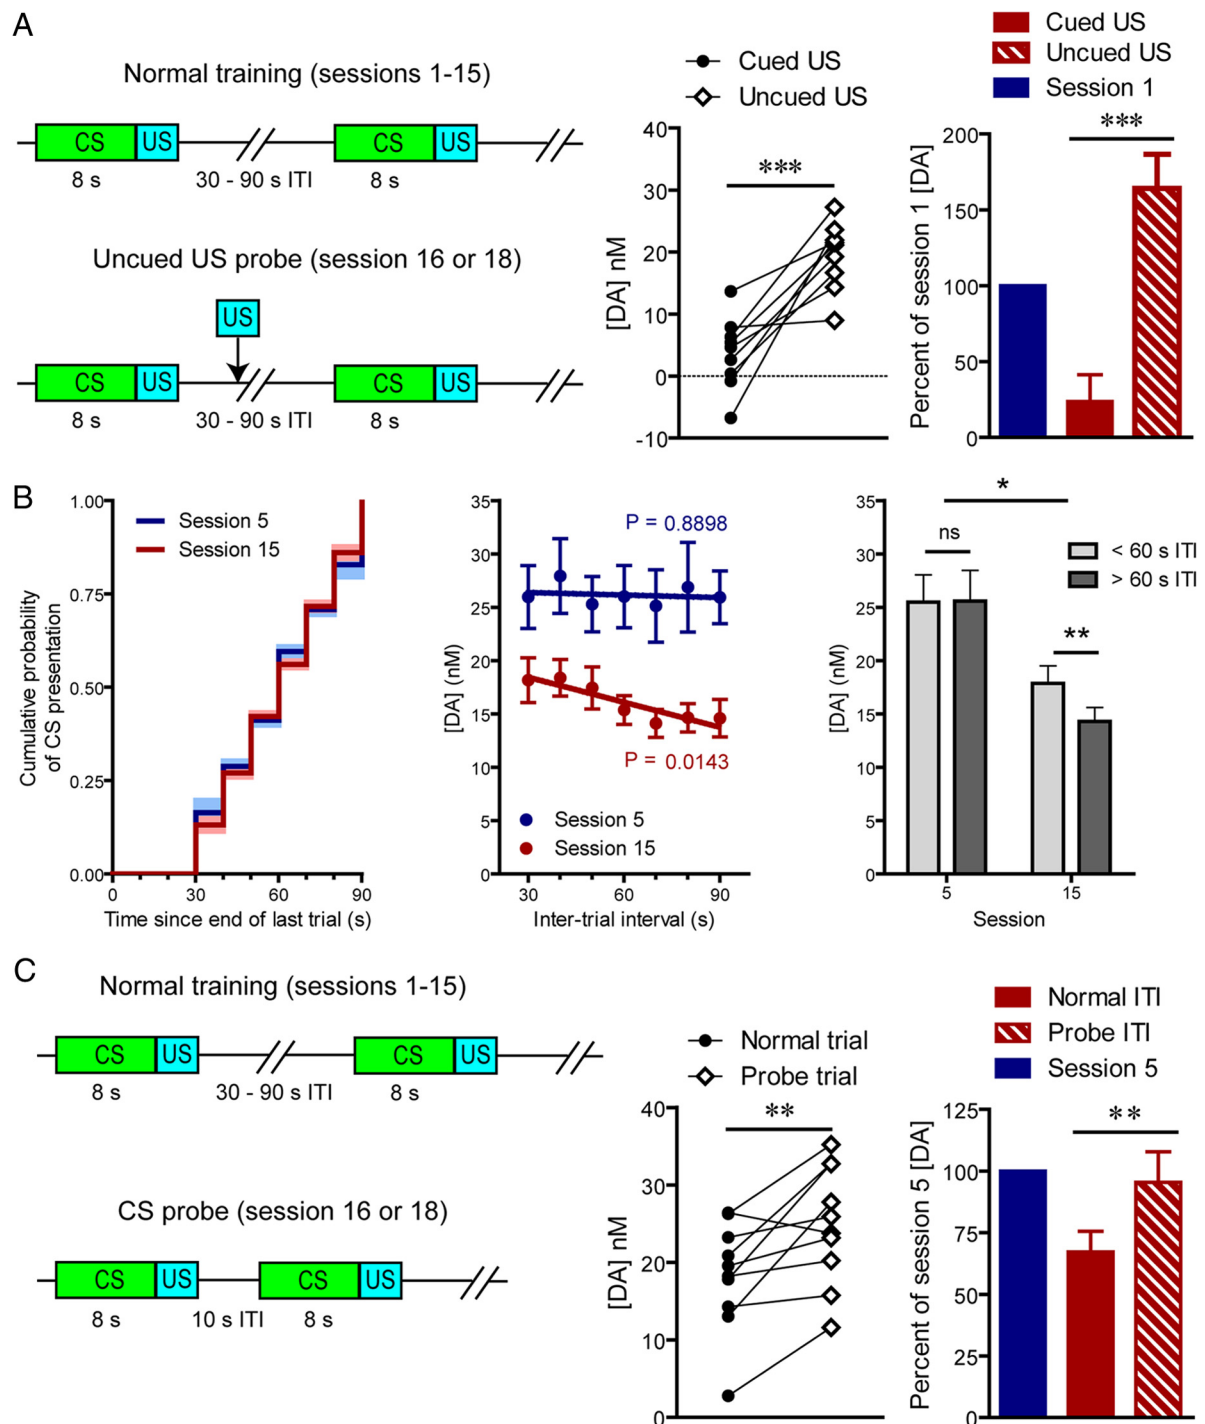 A
Normal training (sessions 1-15)
CS US CS US
8 s 30 - 90 s ITI 8 s
Uncued US probe (session 16 or 18)
US
CS US CS US
8 s 30 - 90 s ITI 8 s
Cued US
Uncued US
[DA] nM
40
30
20
10
0
-10
***
Cued US
Uncued US
Session 1
Percent of session 1 [DA]
200
150
100
50
0
***
B
Cumulative probability
of CS presentation
1.00
0.75
0.50
0.25
0.00
Session 5
Session 15
0 30 60 90
Time since end of last trial (s)
[DA] (nM)
35
30
25
20
15
10
5
0
P = 0.8898
P = 0.0143
Session 5
Session 15
30 60 90
Inter-trial interval (s)
[DA] (nM)
35
30
25
20
15
10
5
0
*
ns
**
< 60 s ITI
> 60 s ITI
5 15
Session
C
Normal training (sessions 1-15)
CS US CS US
8 s 30 - 90 s ITI 8 s
CS probe (session 16 or 18)
CS US CS US
8 s 10 s ITI 8 s
Normal trial
Probe trial
[DA] nM
40
30
20
10
0
**
Normal ITI
Probe ITI
Session 5
Percent of session 5 [DA]
125
100
75
50
25
0
**